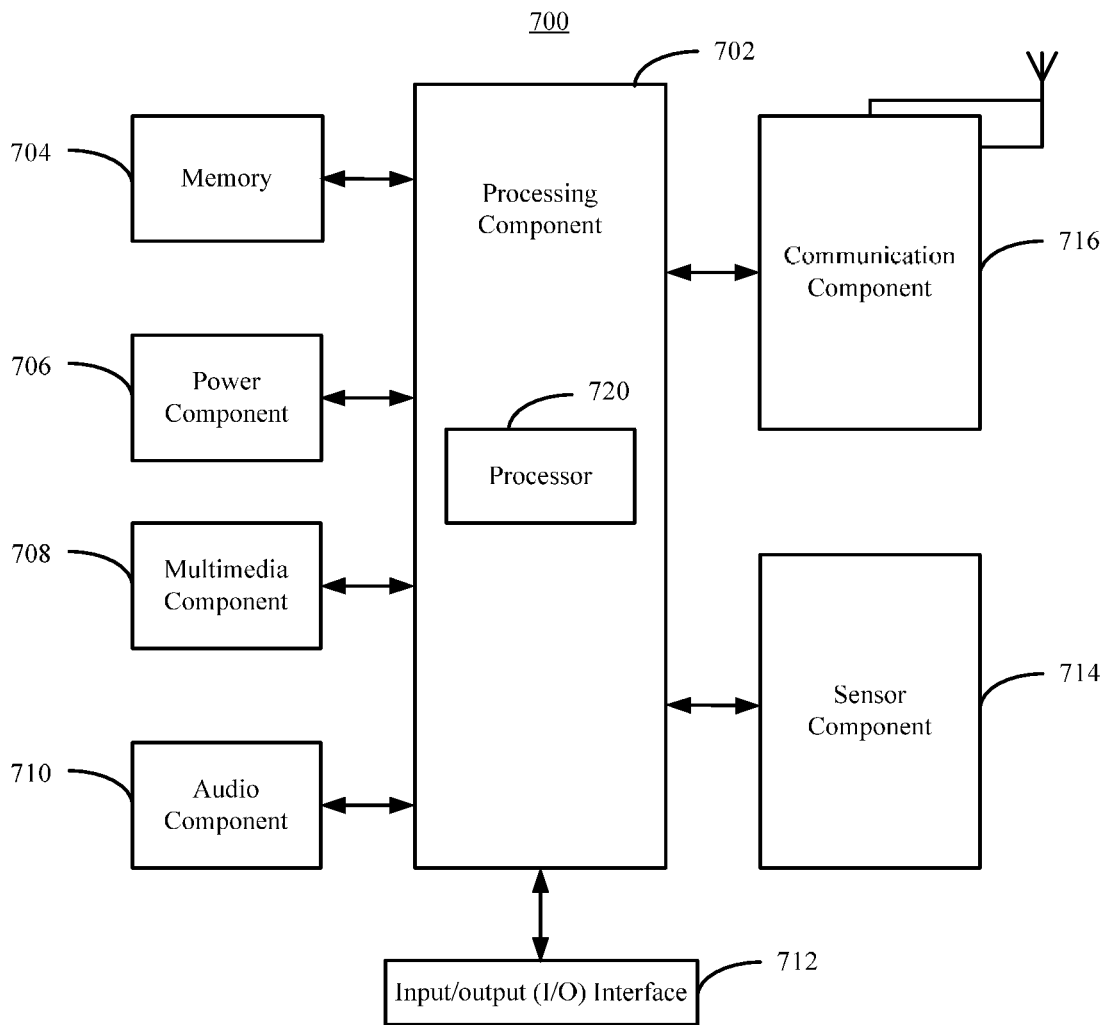 700
702
704
Memory
Processing
Component
Communication
Component
716
706
Power
Component
720
Processor
708
Multimedia
Component
714
Sensor
Component
710
Audio
Component
712
Input/output (I/O) Interface